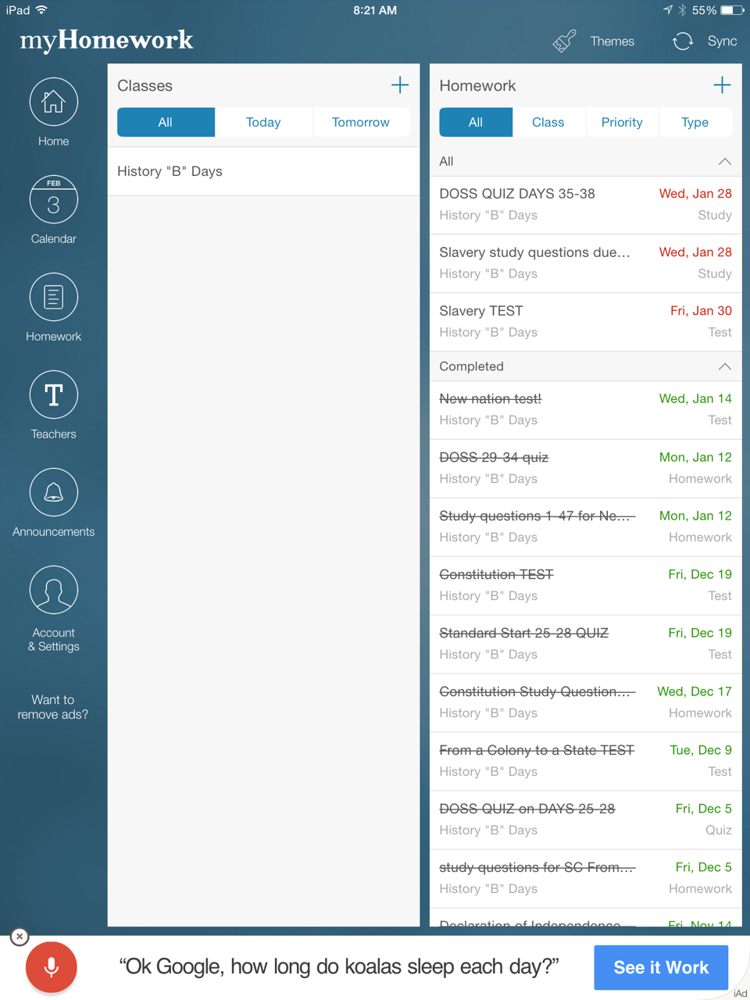 iPad
8:21 AM
55%
myHomework
Themes
Sync
Home
FEB
3
Calendar
Homework
Teachers
Announcements
Account
& Settings
Want to
remove ads?
Classes
All Today Tomorrow
History "B" Days
Homework
All Class Priority Type
All
DOSS QUIZ DAYS 35-38 Wed, Jan 28
History "B" Days Study
Slavery study questions due... Wed, Jan 28
History "B" Days Study
Slavery TEST Fri, Jan 30
History "B" Days Test
Completed
New nation test! Wed, Jan 14
History "B" Days Test
DOSS 29-34 quiz Mon, Jan 12
History "B" Days Homework
Study questions 1-47 for Ne... Mon, Jan 12
History "B" Days Homework
Constitution TEST Fri, Dec 19
History "B" Days Test
Standard Start 25-28 QUIZ Fri, Dec 19
History "B" Days Test
Constitution Study Question... Wed, Dec 17
History "B" Days Homework
From a Colony to a State TEST Tue, Dec 9
History "B" Days Test
DOSS QUIZ on DAYS 25-28 Fri, Dec 5
History "B" Days Quiz
study questions for SC From... Fri, Dec 5
History "B" Days Homework
Declaration of Independence... Fri, Nov 14
“Ok Google, how long do koalas sleep each day?”
See it Work
iAd